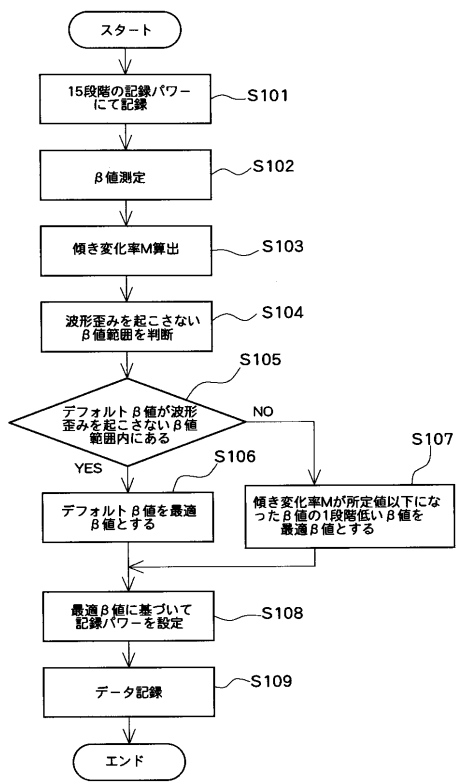 スタート
15段階の記録パワー
にて記録
S101
β値測定
S102
傾き変化率M算出
S103
波形歪みを起こさない
β値範囲を判断
S104
S105
デフォルトβ値が波形
歪みを起こさないβ値
範囲内にある
NO
YES
S106
S107
デフォルトβ値を最適
β値とする
傾き変化率Mが所定値以下にな
ったβ値の1段階低いβ値を
最適β値とする
最適β値に基づいて
記録パワーを設定
S108
データ記録
S109
エンド